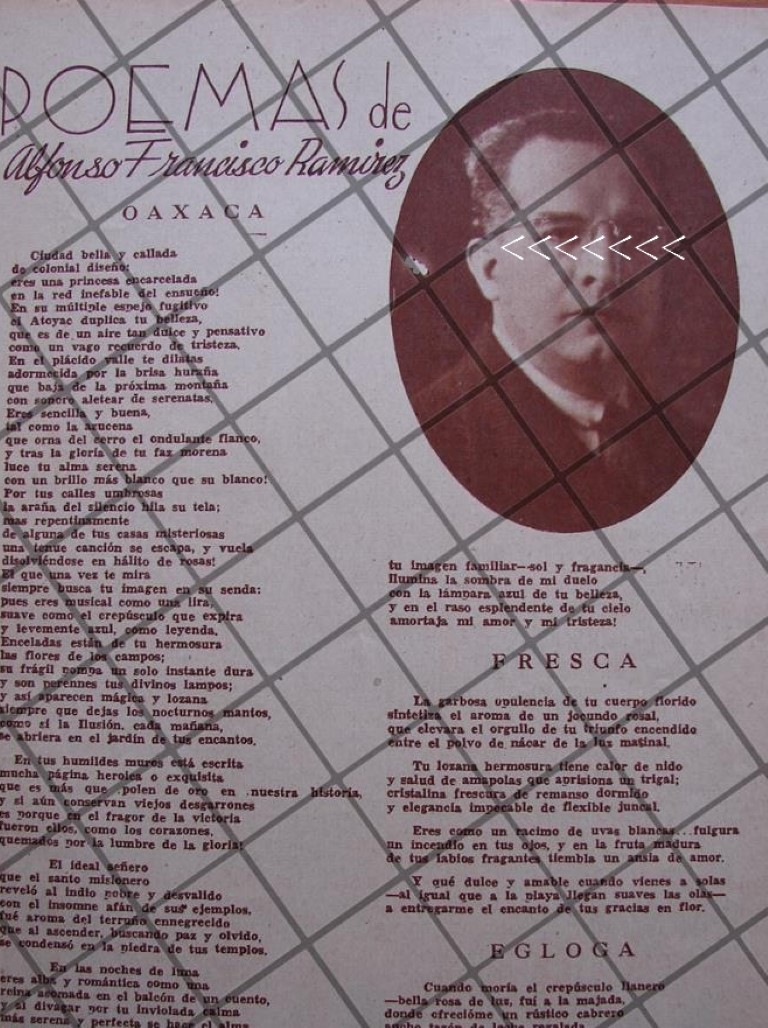 POEMAS de
Alfonso Francisco Ramirez
OAXACA
Ciudad bella y callada
de colonial diseño:
eres una princesa encarcelada
en la red inefable del ensueño!
En su múltiple espejo fugitivo
el Atoyac duplica tu belleza,
que es de un aire tan dulce y pensativo
como un vago recuerdo de tristeza.
En el plácido valle te dilatas
adormecida por la brisa huraña
que baja de la próxima montaña
con sonoro aletear de serenatas.
Eres sencilla y buena,
tal como la azucena
que orna del cerro el ondulante flanco,
y tras la gloria de tu faz morena
luce tu alma serena
con un brillo más blanco que su blanco!
Por tus calles umbrosas
la araña del silencio hila su tela;
mas repentinamente
de alguna de tus casas misteriosas
una tenue canción se escapa, y vuela
disolviéndose en hálito de rosas!
El que una vez te mira
siempre busca tu imagen en su senda:
pues eres musical como una lira,
suave como el crepúsculo que expira
y levemente azul, como leyenda.
Enceladas están de tu hermosura
las flores de los campos;
su frágil pompa un solo instante dura
y son perennes tus divinos lampos;
y así apareces mágica y lozana
siempre que dejas los nocturnos mantos,
como si la Ilusión, cada mañana,
se abriera en el jardín de tus encantos.
En tus humildes muros está escrita
mucha página heroica o exquisita
que es más que polen de oro en nuestra historia,
y si aún conservan viejos desgarrones
es porque en el fragor de la victoria
fueron ellos, como los corazones,
quemados por la lumbre de la gloria!
El ideal señero
que el santo misionero
reveló al indio pobre y desvalido
con el insomne afán de sus ejemplos,
fué aroma del terruño ennegrecido
que al ascender, buscando paz y olvido,
se condensó en la piedra de tus templos.
En las noches de luna
eres alba y romántica como una
reina asomada en el balcón de un cuento,
y si divagar por tu inviolada calma
más serena y perfecta se hace el alma
<<<<<<<
tu imagen familiar—sol y fragancia—,
ilumina la sombra de mi duelo
con la lámpara azul de tu belleza,
y en el raso esplendente de tu cielo
amortaja mi amor y mi tristeza!
FRESCA
La garbosa opulencia de tu cuerpo florido
sintetiza el aroma de un jocundo rosal,
que elevara el orgullo de tu triunfo encendido
entre el polvo de nácar de la luz matinal.
Tu lozana hermosura tiene calor de nido
y salud de amapolas que aprisiona un trigal;
cristalina frescura de remanso dormido
y elegancia impecable de flexible juncal.
Eres como un racimo de uvas blancas...fulgura
un incendio en tus ojos, y en la fruta madura
de tus labios fragantes tiembla un ansia de amor.
Y qué dulce y amable cuando vienes a solas
—al igual que a la playa llegan suaves las olas—
a entregarme el encanto de tus gracias en flor.
EGLOGA
Cuando moría el crepúsculo llanero
—bella rosa de luz, fuí a la majada,
donde ofrecióme un rústico cabrero